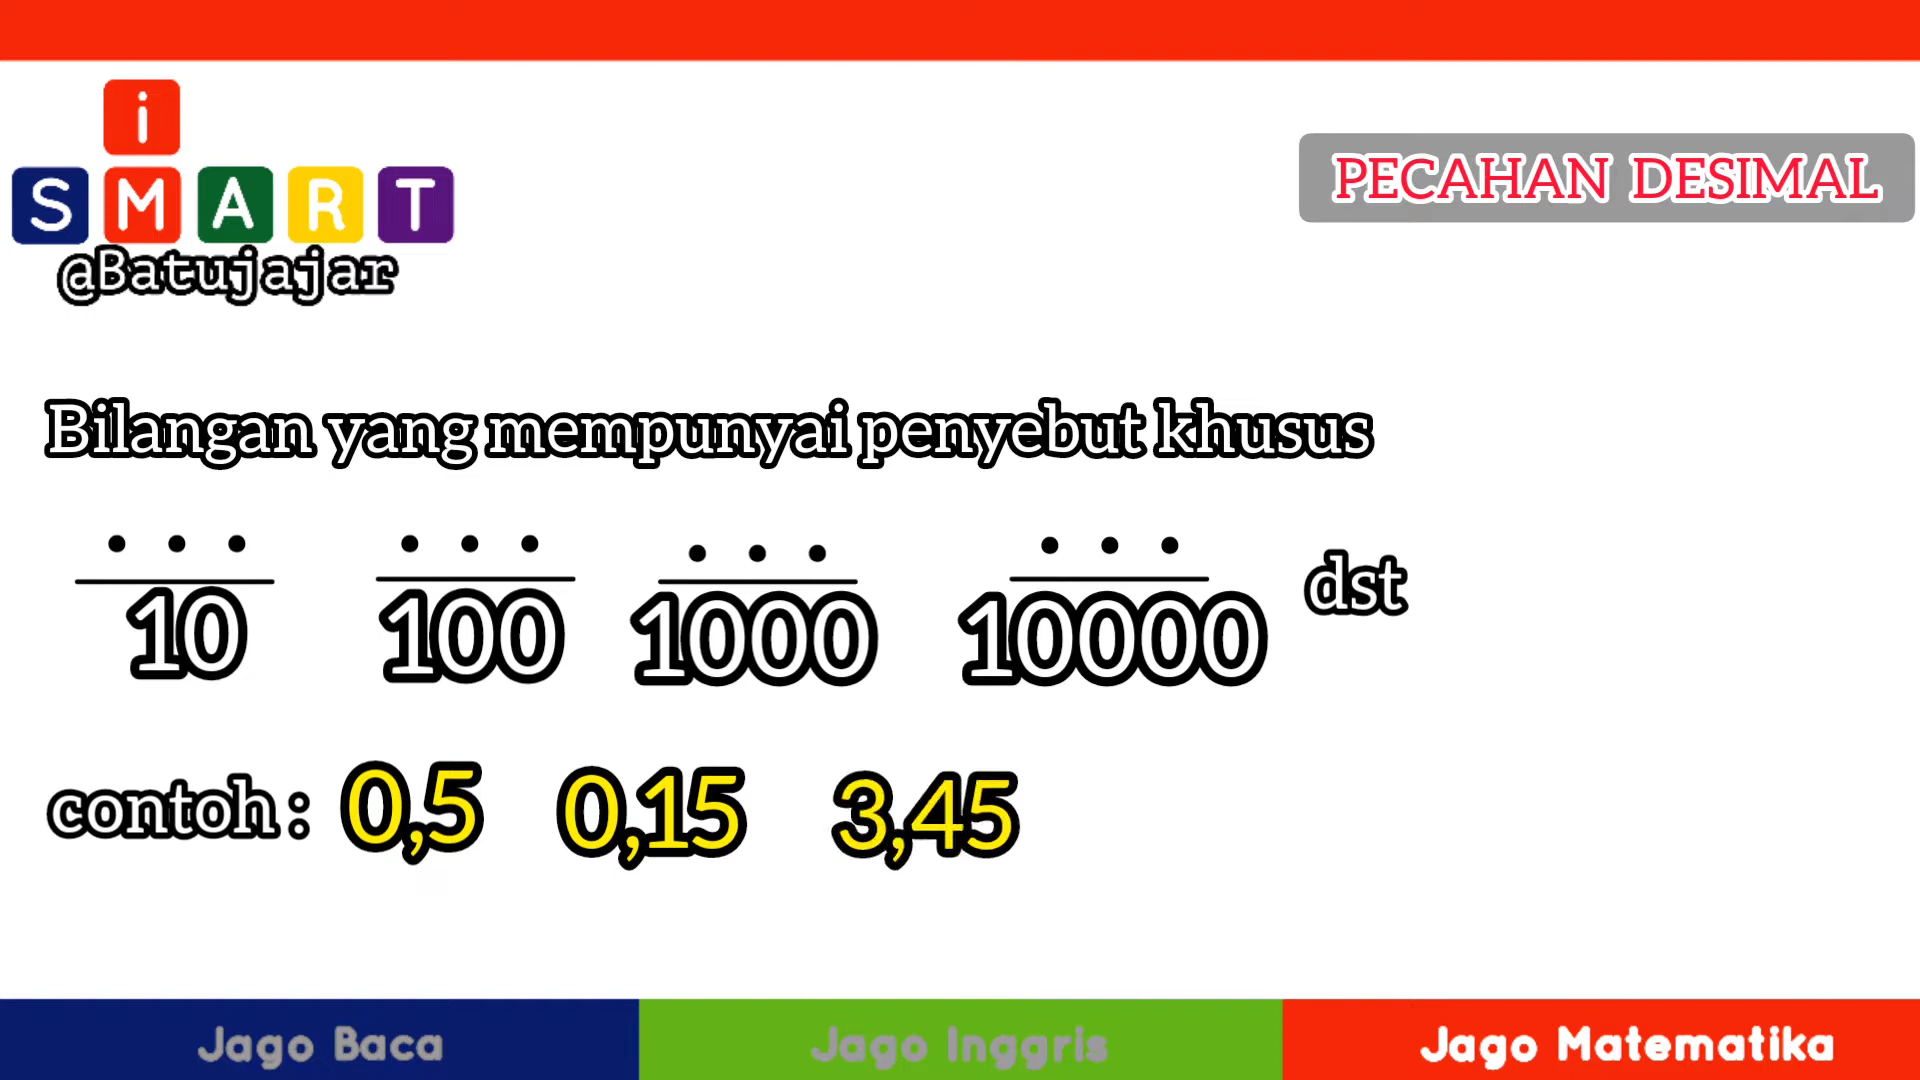 i
SMART
@Batujajar
PECAHAN DESIMAL
Bilangan yang mempunyai penyebut khusus
... ... ... ...
10 100 1000 10000 dst
contoh : 0,5 0,15 3,45
Jago Baca Jago Inggris Jago Matematika